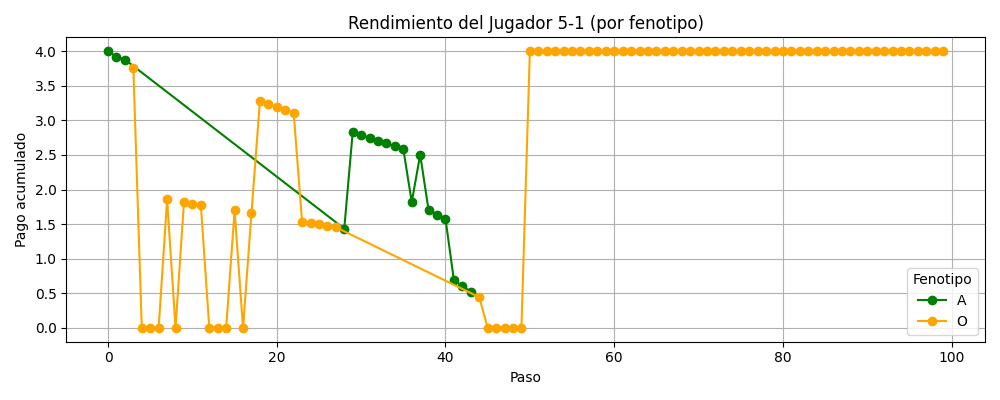 Rendimiento del Jugador 5-1 (por fenotipo)
Pago acumulado
4.0
3.5
3.0
2.5
2.0
1.5
1.0
0.5
0.0
0 20 40 60 80 100
Paso
Fenotipo
A
O